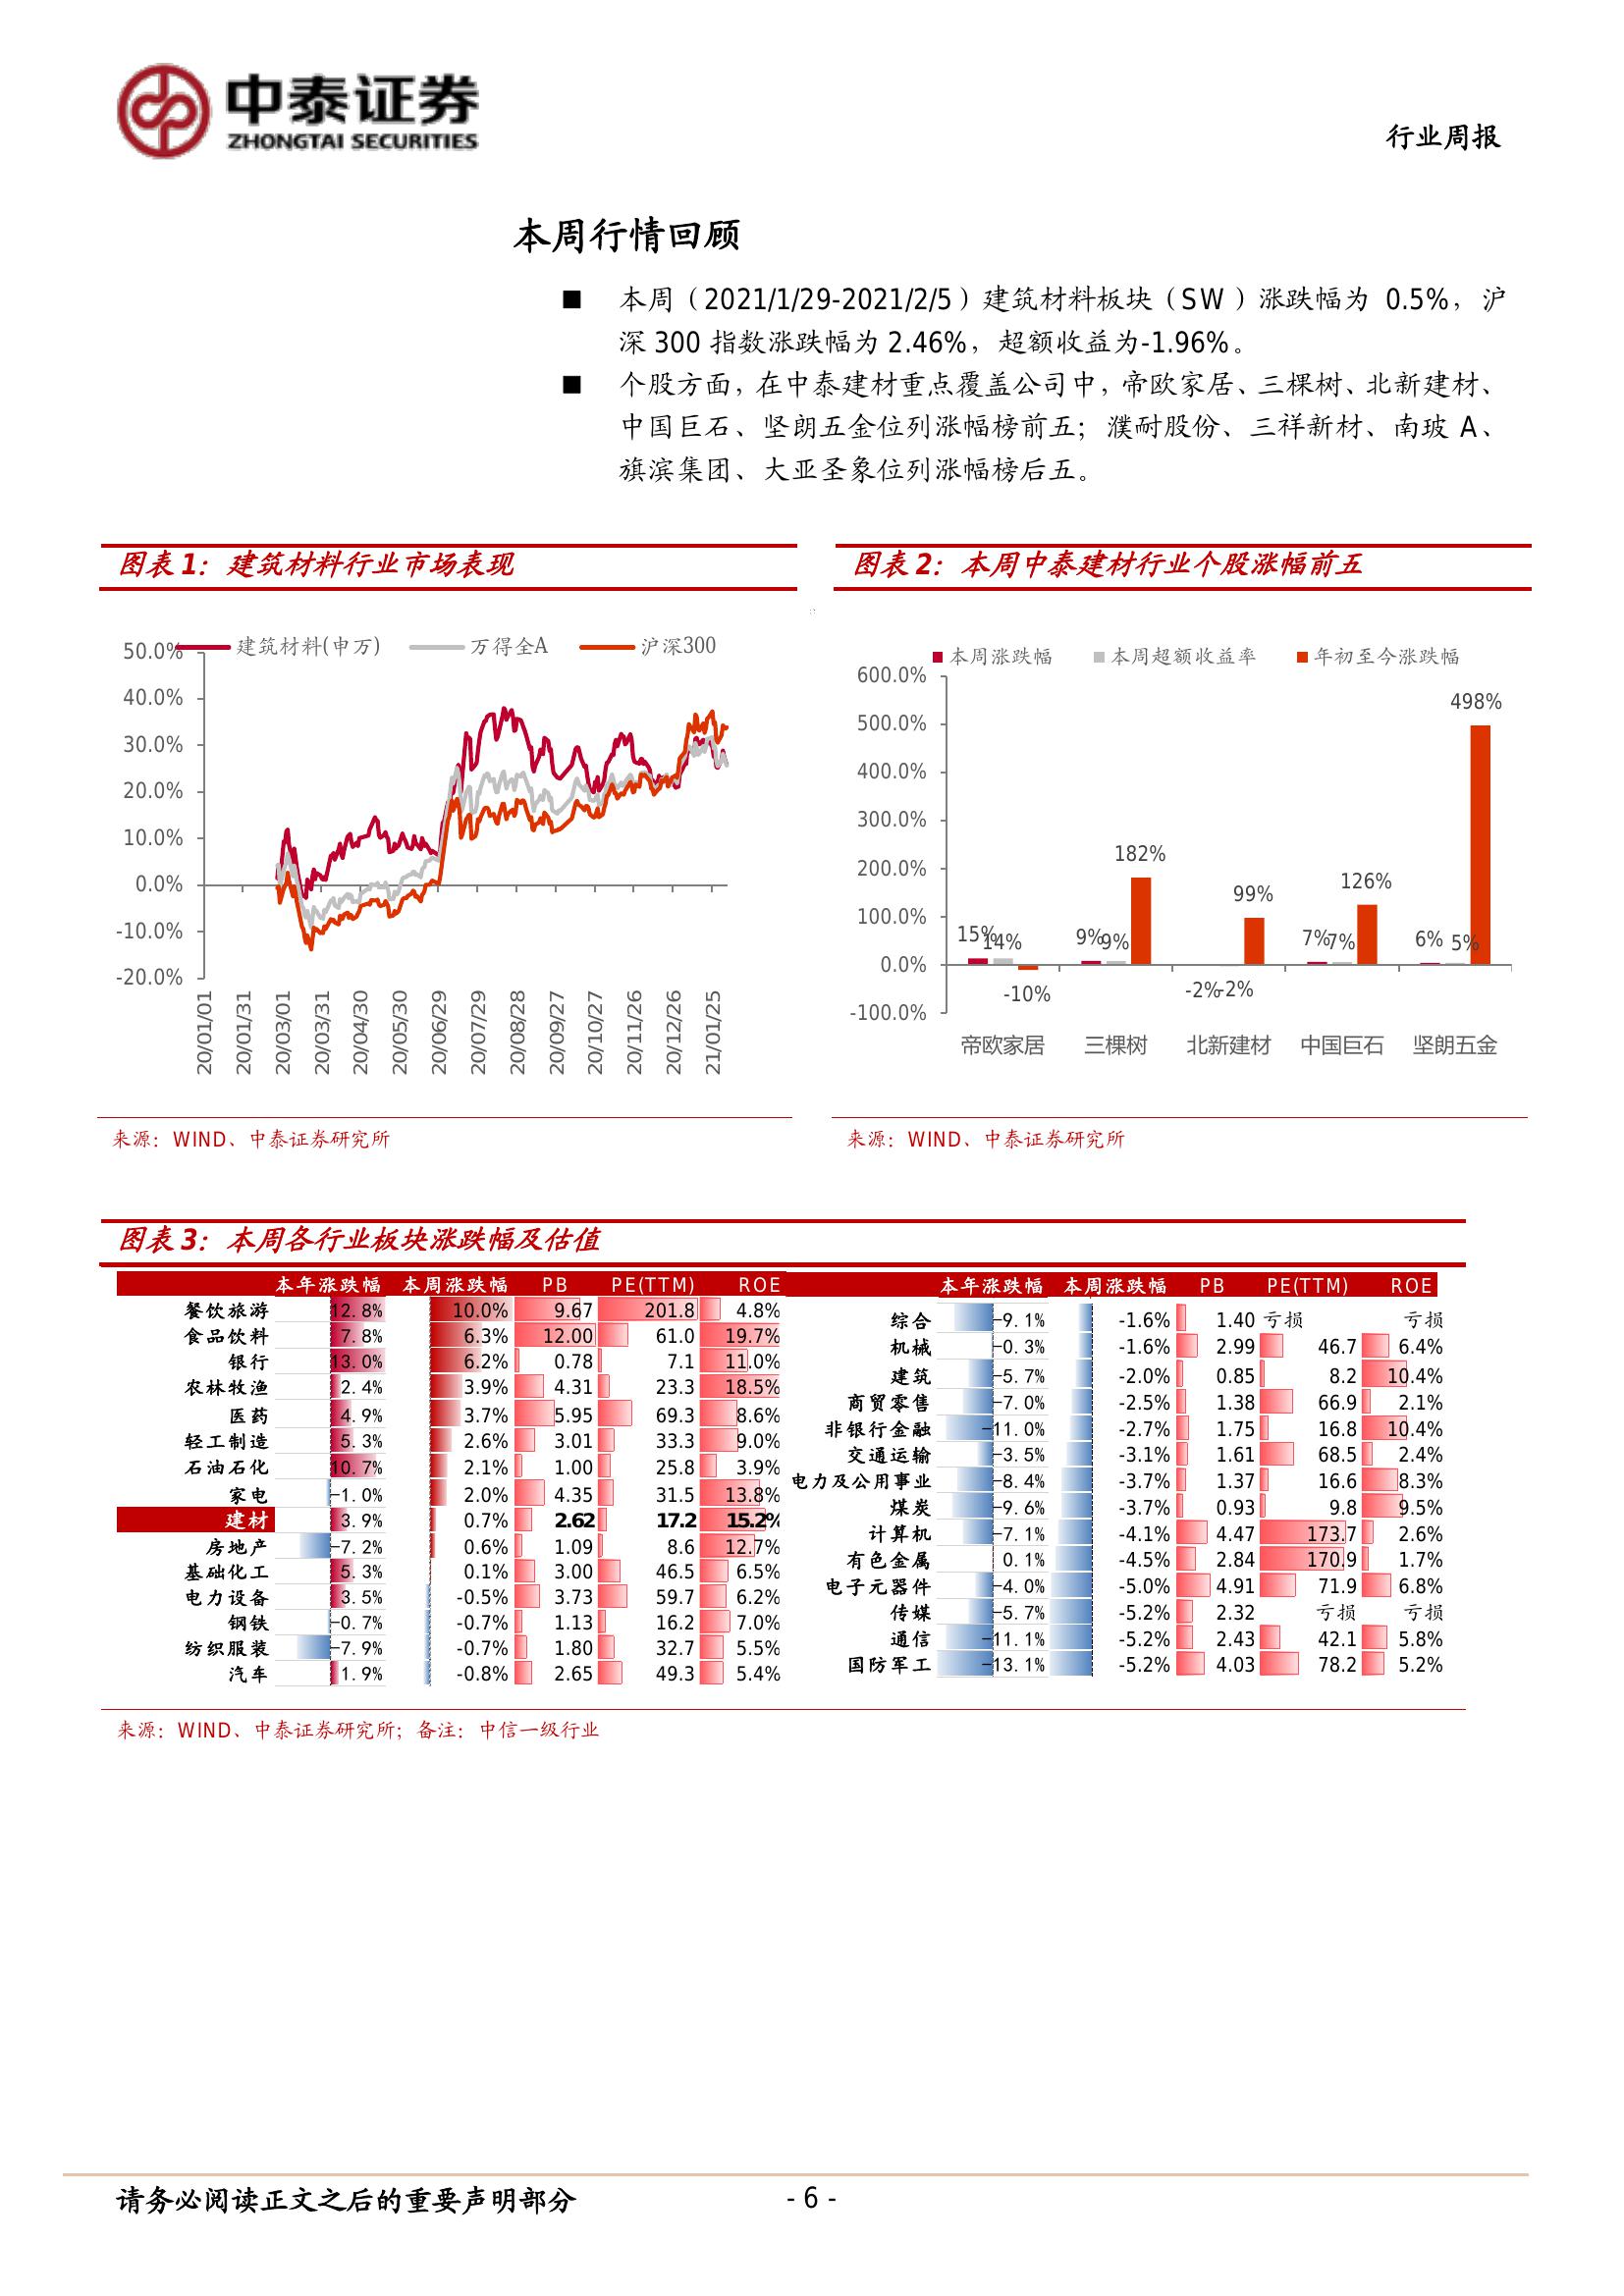 中泰证券
ZHONGTAI SECURITIES
行业周报
本周行情回顾
■ 本周（2021/1/29-2021/2/5）建筑材料板块（SW）涨跌幅为 0.5%，沪
深 300 指数涨跌幅为 2.46%，超额收益为-1.96%。
■ 个股方面，在中泰建材重点覆盖公司中，帝欧家居、三棵树、北新建材、
中国巨石、坚朗五金位列涨幅榜前五；濮耐股份、三祥新材、南玻 A、
旗滨集团、大亚圣象位列涨幅榜后五。
图表1：建筑材料行业市场表现
建筑材料(申万) 万得全A 沪深300
50.0%
40.0%
30.0%
20.0%
10.0%
0.0%
-10.0%
-20.0%
20/01/01 20/01/31 20/03/01 20/03/31 20/04/30 20/05/30 20/06/29 20/07/29 20/08/28 20/09/27 20/10/27 20/11/26 20/12/26 21/01/25
来源：WIND、中泰证券研究所
图表2：本周中泰建材行业个股涨幅前五
本周涨跌幅 本周超额收益率 年初至今涨跌幅
600.0%
500.0%
400.0%
300.0%
200.0%
100.0%
0.0%
-100.0%
15% 14% -10% 9% 9% 182% -2% -2% 99% 7% 7% 126% 6% 5% 498%
帝欧家居 三棵树 北新建材 中国巨石 坚朗五金
来源：WIND、中泰证券研究所
图表3：本周各行业板块涨跌幅及估值
本年涨跌幅 本周涨跌幅 PB PE(TTM) ROE
餐饮旅游 12.8% 10.0% 9.67 201.8 4.8%
食品饮料 7.8% 6.3% 12.00 61.0 19.7%
银行 13.0% 6.2% 0.78 7.1 11.0%
农林牧渔 2.4% 3.9% 4.31 23.3 18.5%
医药 4.9% 3.7% 5.95 69.3 8.6%
轻工制造 5.3% 2.6% 3.01 33.3 9.0%
石油石化 10.7% 2.1% 1.00 25.8 3.9%
家电 -1.0% 2.0% 4.35 31.5 13.8%
建材 3.9% 0.7% 2.62 17.2 15.2%
房地产 -7.2% 0.6% 1.09 8.6 12.7%
基础化工 5.3% 0.1% 3.00 46.5 6.5%
电力设备 3.5% -0.5% 3.73 59.7 6.2%
钢铁 -0.7% -0.7% 1.13 16.2 7.0%
纺织服装 -7.9% -0.7% 1.80 32.7 5.5%
汽车 1.9% -0.8% 2.65 49.3 5.4%
本年涨跌幅 本周涨跌幅 PB PE(TTM) ROE
综合 -9.1% -1.6% 1.40 亏损 亏损
机械 -0.3% -1.6% 2.99 46.7 6.4%
建筑 -5.7% -2.0% 0.85 8.2 10.4%
商贸零售 -7.0% -2.5% 1.38 66.9 2.1%
非银行金融 -11.0% -2.7% 1.75 16.8 10.4%
交通运输 -3.5% -3.1% 1.61 68.5 2.4%
电力及公用事业 -8.4% -3.7% 1.37 16.6 8.3%
煤炭 -9.6% -3.7% 0.93 9.8 9.5%
计算机 -7.1% -4.1% 4.47 173.7 2.6%
有色金属 0.1% -4.5% 2.84 170.9 1.7%
电子元器件 -4.0% -5.0% 4.91 71.9 6.8%
传媒 -5.7% -5.2% 2.32 亏损 亏损
通信 -11.1% -5.2% 2.43 42.1 5.8%
国防军工 -13.1% -5.2% 4.03 78.2 5.2%
来源：WIND、中泰证券研究所；备注：中信一级行业
请务必阅读正文之后的重要声明部分
- 6 -